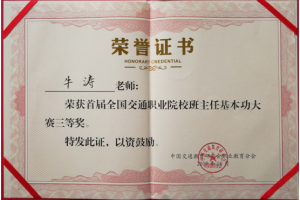 荣誉证书
HONORARY CREDENTIAL
牛涛老师：
荣获首届全国交通职业院校班主任基本功大
赛三等奖。
特发此证，以资鼓励。